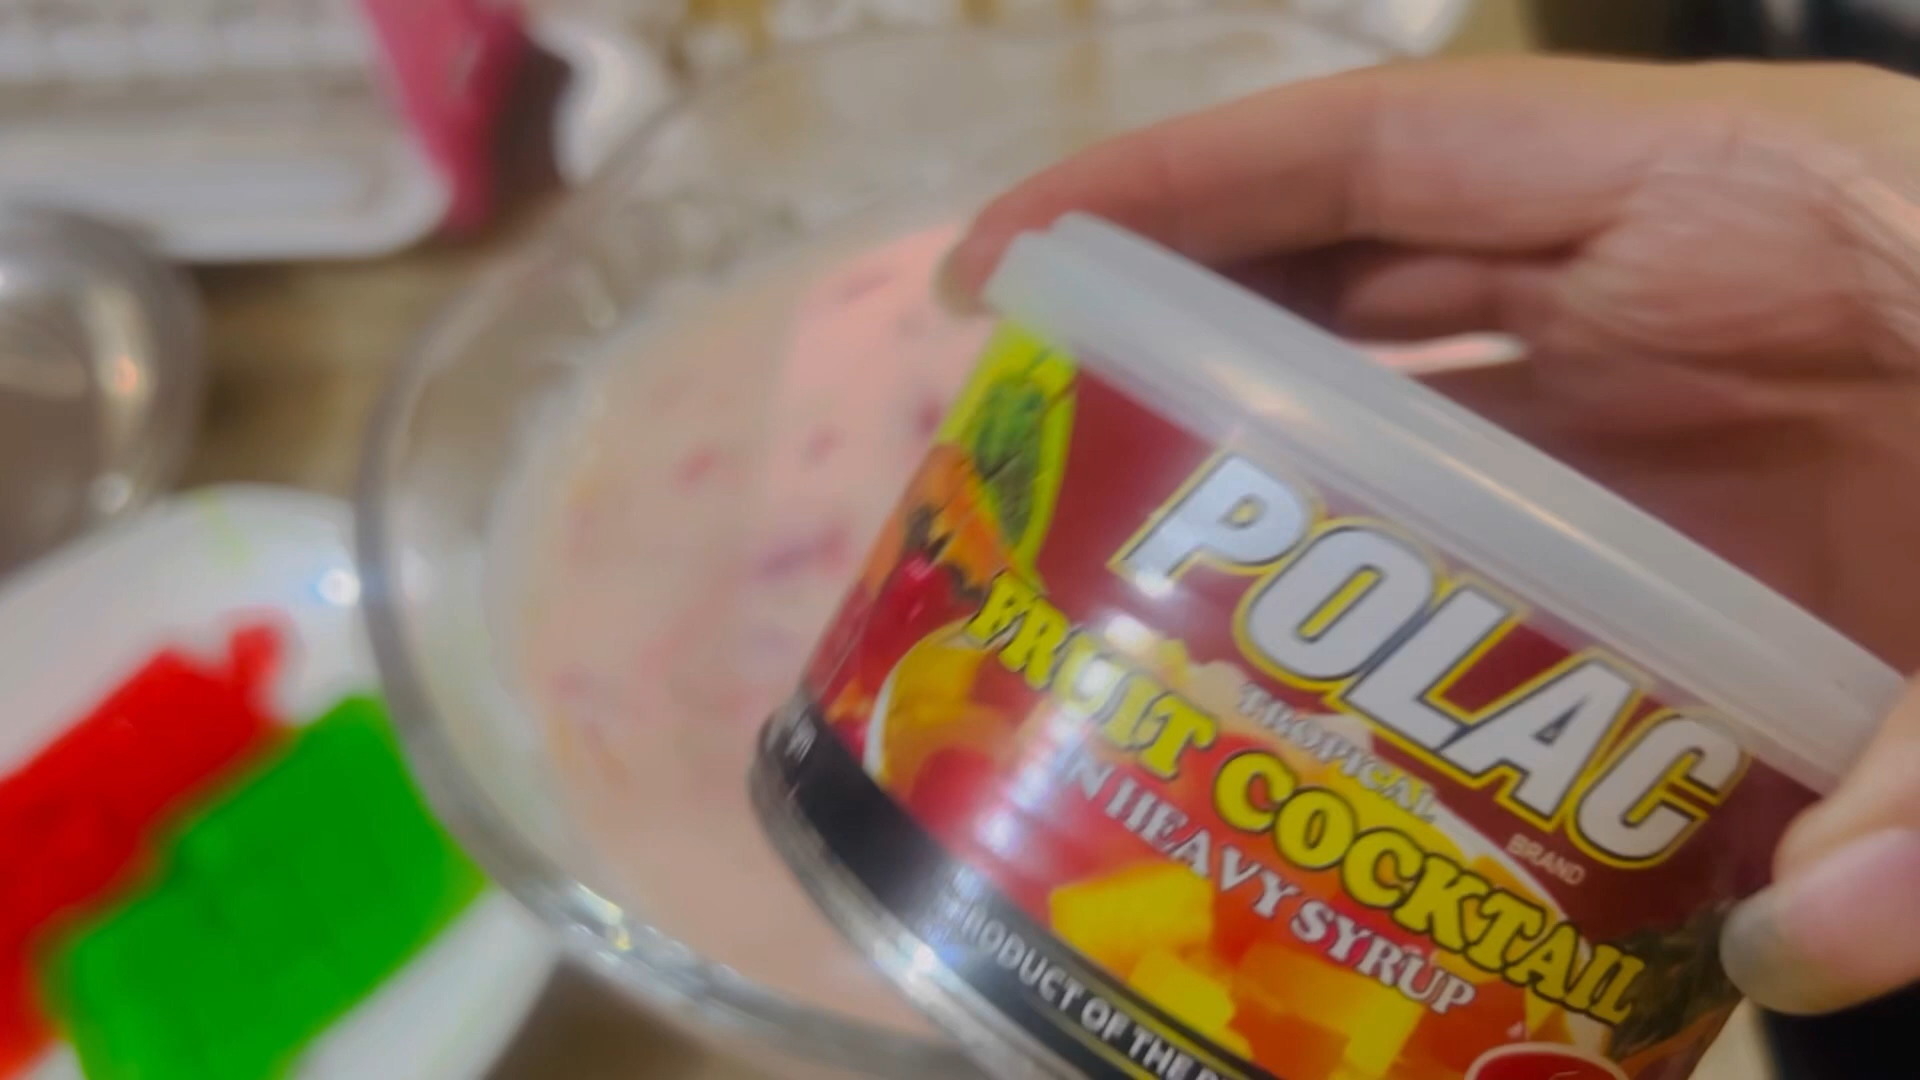 POLAC
BRAND
TROPICAL
FRUIT COCKTAIL
IN HEAVY SYRUP
PRODUCT OF THE